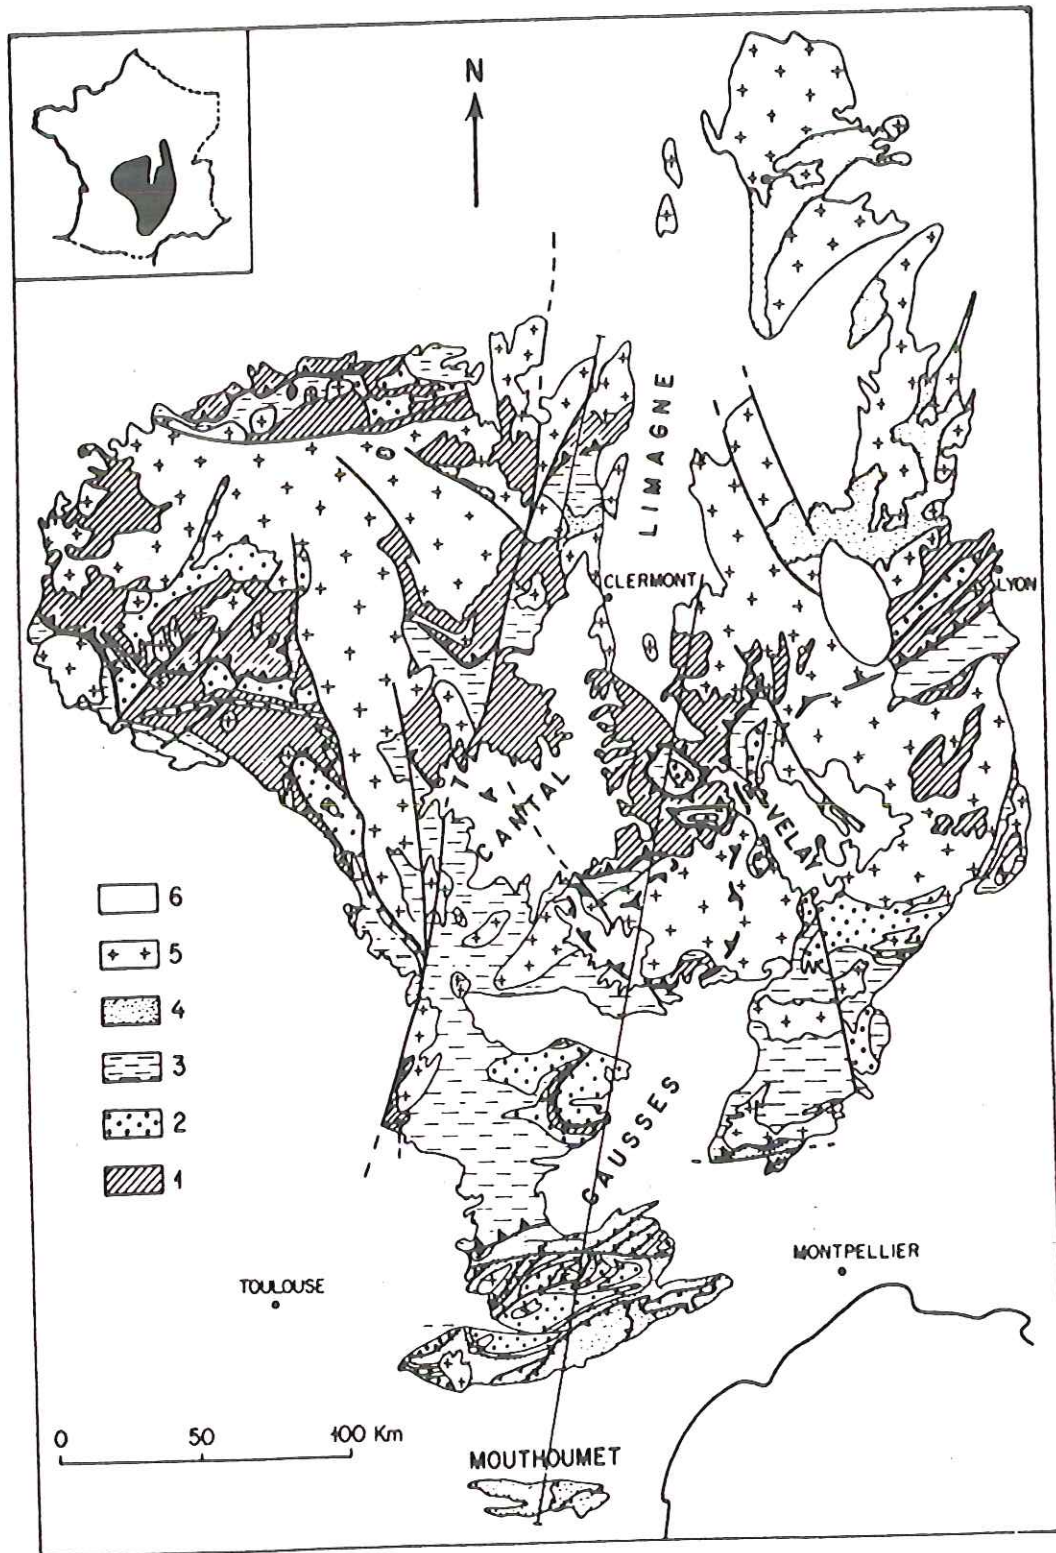 N
LIMAGNE
CLERMONT
LYON
CANTAL
VELAY
6
5
4
3
2
1
CAUSSES
MONTPELLIER
TOULOUSE
0 50 100 Km
MOUTHOUMET